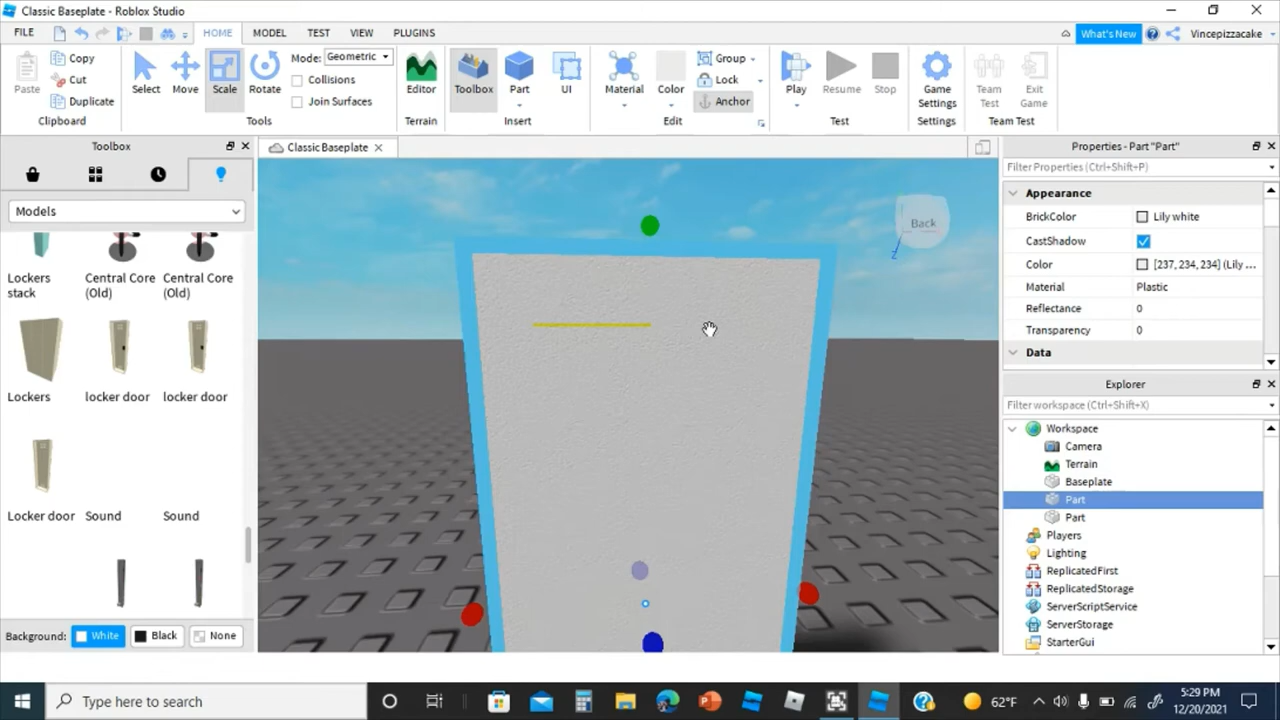 Classic Baseplate - Roblox Studio
FILE HOME MODEL TEST VIEW PLUGINS What's New Vincepizzacake
Paste Copy Cut Duplicate Clipboard
Select Move Scale Rotate Mode: Geometric Collisions Join Surfaces Tools
Editor Terrain
Toolbox Part UI Insert
Material Color Group Lock Anchor Edit
Play Resume Stop Test
Game Settings Settings
Team Test Exit Game Team Test
Toolbox
Models
Lockers stack
Central Core (Old)
Central Core (Old)
Lockers
locker door
locker door
Locker door
Sound
Sound
Background: White Black None
Classic Baseplate
Back
Z
Properties - Part "Part"
Filter Properties (Ctrl+Shift+P)
Appearance
BrickColor Lily white
CastShadow
Color [237, 234, 234] (Lily ...
Material Plastic
Reflectance 0
Transparency 0
Data
Explorer
Filter workspace (Ctrl+Shift+X)
Workspace
Camera
Terrain
Baseplate
Part
Part
Players
Lighting
ReplicatedFirst
ReplicatedStorage
ServerScriptService
ServerStorage
StarterGui
Type here to search
62°F
5:29 PM
12/20/2021